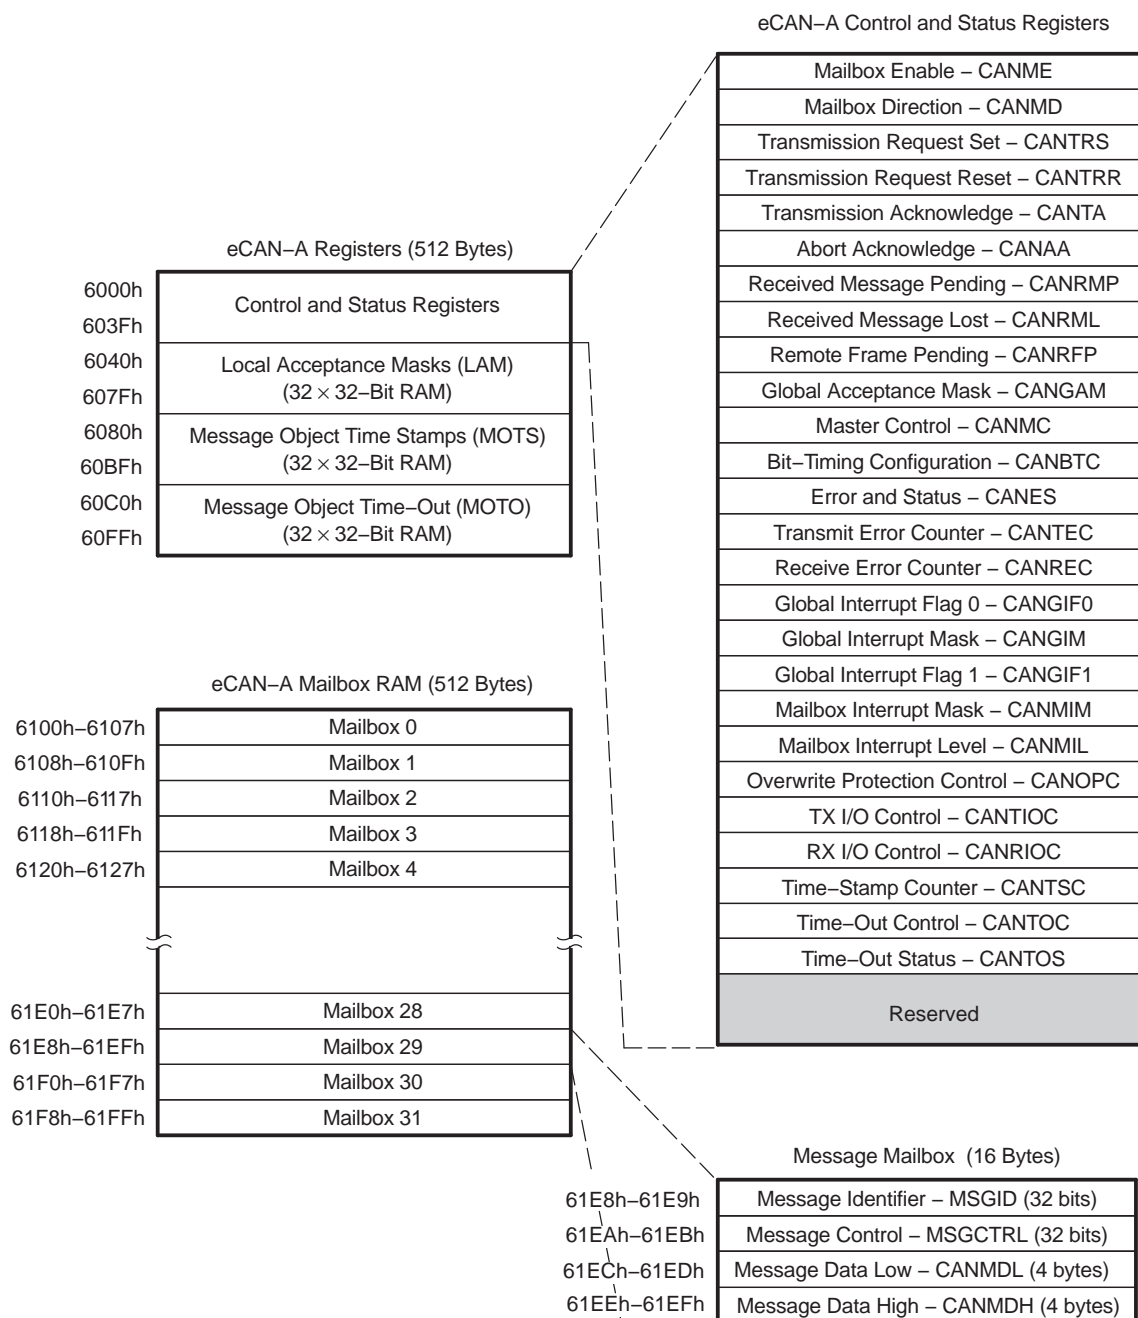 eCAN–A Control and Status Registers
Mailbox Enable – CANME
Mailbox Direction – CANMD
Transmission Request Set – CANTRS
Transmission Request Reset – CANTRR
Transmission Acknowledge – CANTA
Abort Acknowledge – CANAA
Received Message Pending – CANRMP
Received Message Lost – CANRML
Remote Frame Pending – CANRFP
Global Acceptance Mask – CANGAM
Master Control – CANMC
Bit–Timing Configuration – CANBTC
Error and Status – CANES
Transmit Error Counter – CANTEC
Receive Error Counter – CANREC
Global Interrupt Flag 0 – CANGIF0
Global Interrupt Mask – CANGIM
Global Interrupt Flag 1 – CANGIF1
Mailbox Interrupt Mask – CANMIM
Mailbox Interrupt Level – CANMIL
Overwrite Protection Control – CANOPC
TX I/O Control – CANTIOC
RX I/O Control – CANRIOC
Time–Stamp Counter – CANTSC
Time–Out Control – CANTOC
Time–Out Status – CANTOS
Reserved
eCAN–A Registers (512 Bytes)
6000h
Control and Status Registers
603Fh
6040h
Local Acceptance Masks (LAM)
(32 × 32–Bit RAM)
607Fh
6080h
Message Object Time Stamps (MOTS)
(32 × 32–Bit RAM)
60BFh
60C0h
Message Object Time–Out (MOTO)
(32 × 32–Bit RAM)
60FFh
eCAN–A Mailbox RAM (512 Bytes)
6100h–6107h Mailbox 0
6108h–610Fh Mailbox 1
6110h–6117h Mailbox 2
6118h–611Fh Mailbox 3
6120h–6127h Mailbox 4
61E0h–61E7h Mailbox 28
61E8h–61EFh Mailbox 29
61F0h–61F7h Mailbox 30
61F8h–61FFh Mailbox 31
Message Mailbox (16 Bytes)
61E8h–61E9h Message Identifier – MSGID (32 bits)
61EAh–61EBh Message Control – MSGCTRL (32 bits)
61ECh–61EDh Message Data Low – CANMDL (4 bytes)
61EEh–61EFh Message Data High – CANMDH (4 bytes)